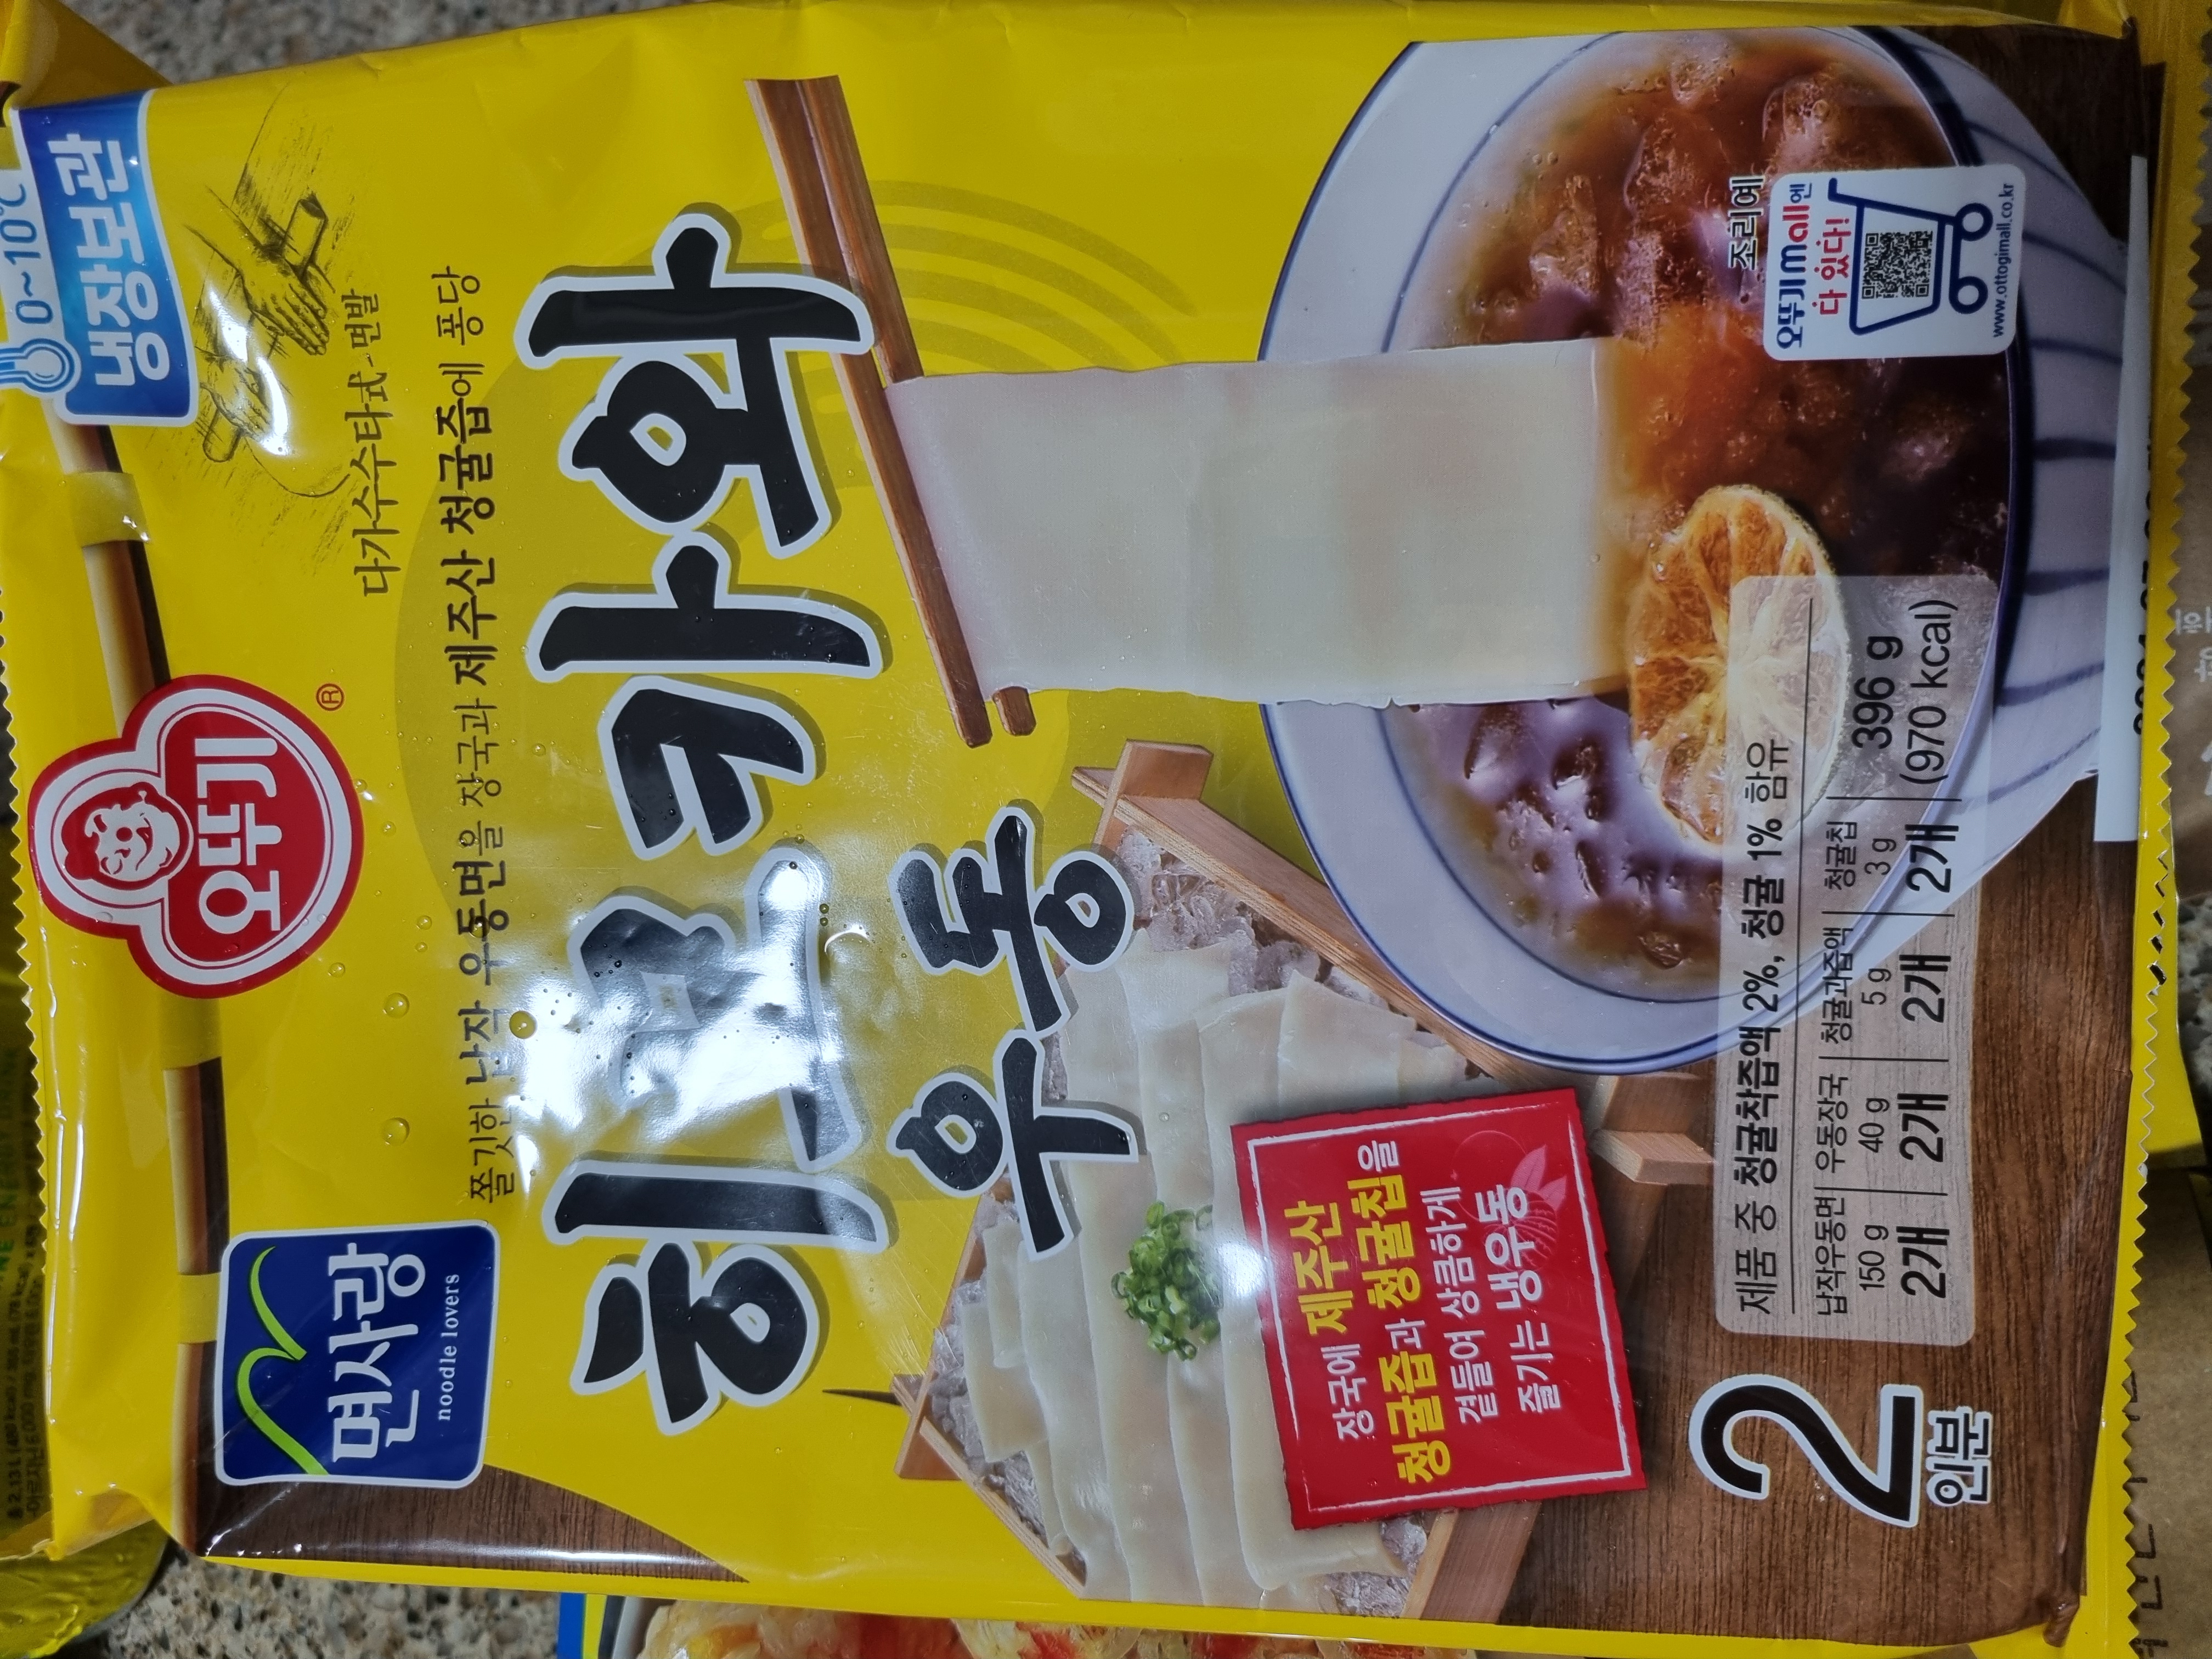 오뚜기
®
0~10℃
냉장보관
면사랑
noodle lovers
다가수수타式 면발
쫄깃한 납작 우동면을 장국과 제주산 청귤즙에 퐁당
히모카와
우동
장국에 제주산
청귤즙과 청귤칩을
곁들여 상큼하게
즐기는 냉우동
조리예
오뚜기mall엔
다 있다!
www.ottogimall.co.kr
제품 중 청귤착즙액 2%, 청귤 1% 함유
납작우동면 우동장국 청귤과즙액 청귤칩
150 g 40 g 5 g 3 g 396 g
2개 2개 2개 2개 (970 kcal)
2
인분